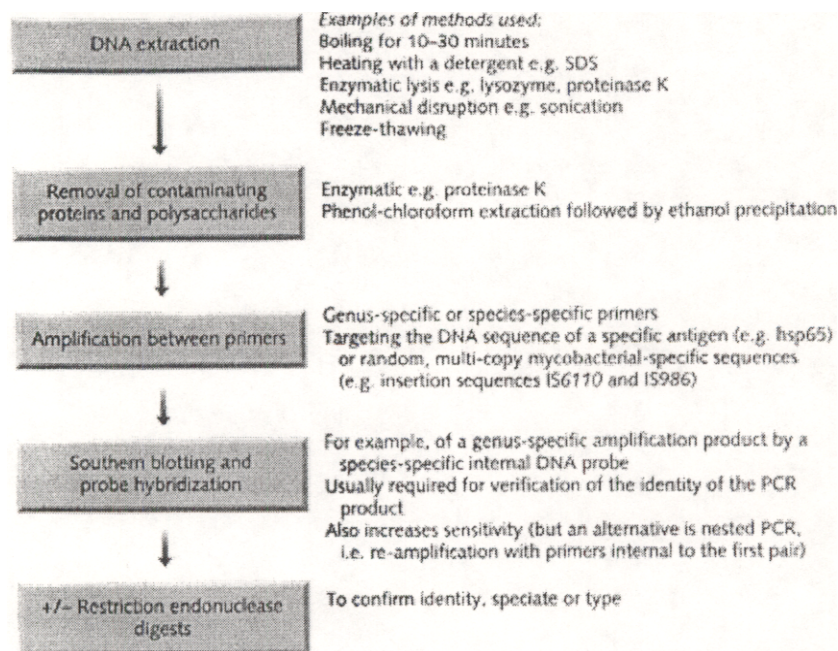 DNA extraction
Examples of methods used:
Boiling for 10–30 minutes
Heating with a detergent e.g. SDS
Enzymatic lysis e.g. lysozyme, proteinase K
Mechanical disruption e.g. sonication
Freeze-thawing
Removal of contaminating
proteins and polysaccharides
Enzymatic e.g. proteinase K
Phenol-chloroform extraction followed by ethanol precipitation
Amplification between primers
Genus-specific or species-specific primers
Targeting the DNA sequence of a specific antigen (e.g. hsp65)
or random, multi-copy mycobacterial-specific sequences
(e.g. insertion sequences IS6110 and IS986)
Southern blotting and
probe hybridization
For example, of a genus-specific amplification product by a
species-specific internal DNA probe
Usually required for verification of the identity of the PCR
product
Also increases sensitivity (but an alternative is nested PCR,
i.e. re-amplification with primers internal to the first pair)
+/– Restriction endonuclease
digests
To confirm identity, speciate or type